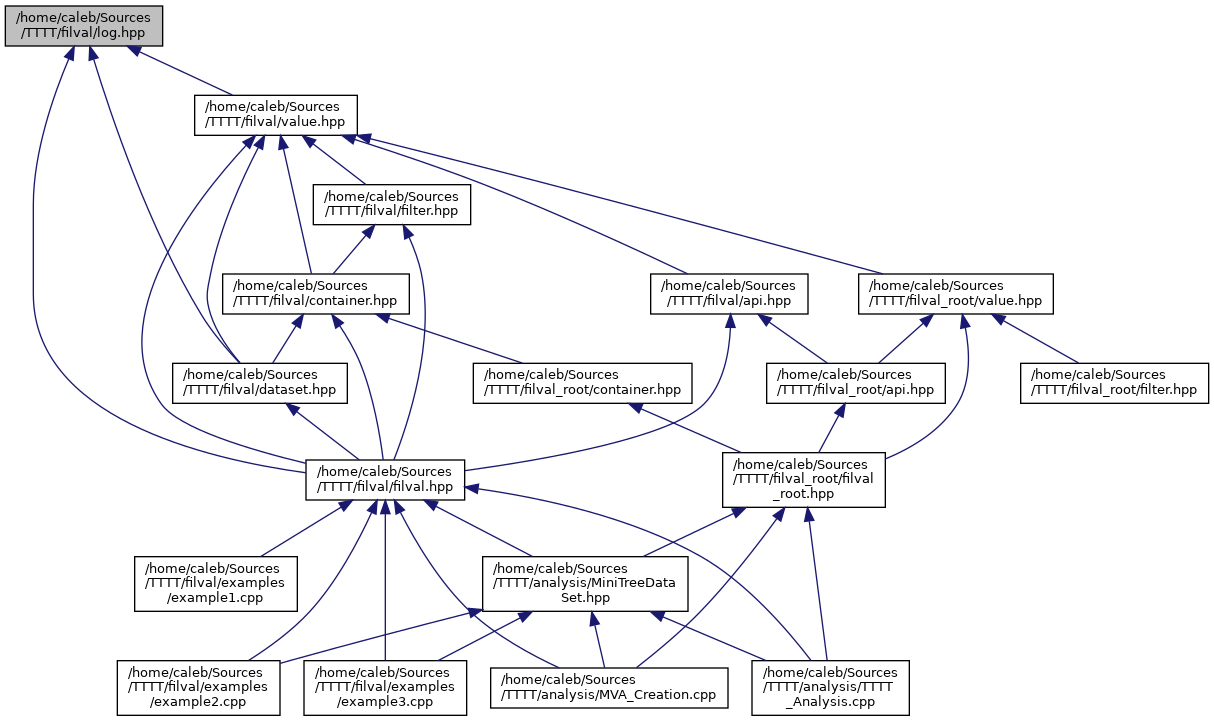 /home/caleb/Sources
/TTTT/filval/log.hpp
/home/caleb/Sources
/TTTT/filval/value.hpp
/home/caleb/Sources
/TTTT/filval/filter.hpp
/home/caleb/Sources
/TTTT/filval/container.hpp
/home/caleb/Sources
/TTTT/filval/api.hpp
/home/caleb/Sources
/TTTT/filval_root/value.hpp
/home/caleb/Sources
/TTTT/filval/dataset.hpp
/home/caleb/Sources
/TTTT/filval_root/container.hpp
/home/caleb/Sources
/TTTT/filval_root/api.hpp
/home/caleb/Sources
/TTTT/filval_root/filter.hpp
/home/caleb/Sources
/TTTT/filval/filval.hpp
/home/caleb/Sources
/TTTT/filval_root/filval
_root.hpp
/home/caleb/Sources
/TTTT/filval/examples
/example1.cpp
/home/caleb/Sources
/TTTT/analysis/MiniTreeData
Set.hpp
/home/caleb/Sources
/TTTT/filval/examples
/example2.cpp
/home/caleb/Sources
/TTTT/filval/examples
/example3.cpp
/home/caleb/Sources
/TTTT/analysis/MVA_Creation.cpp
/home/caleb/Sources
/TTTT/analysis/TTTT
_Analysis.cpp